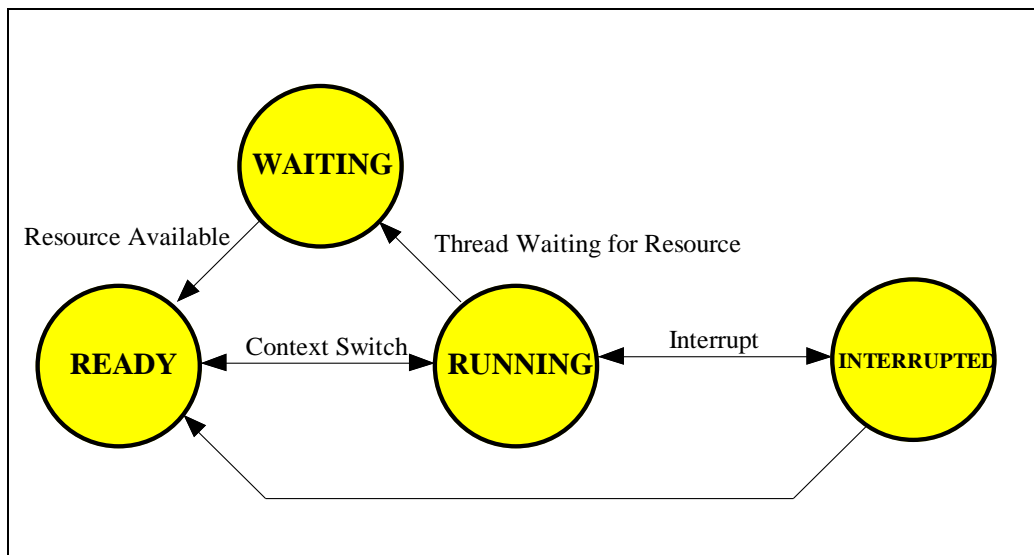 WAITING
Resource Available
Thread Waiting for Resource
READY
Context Switch
RUNNING
Interrupt
INTERRUPTED